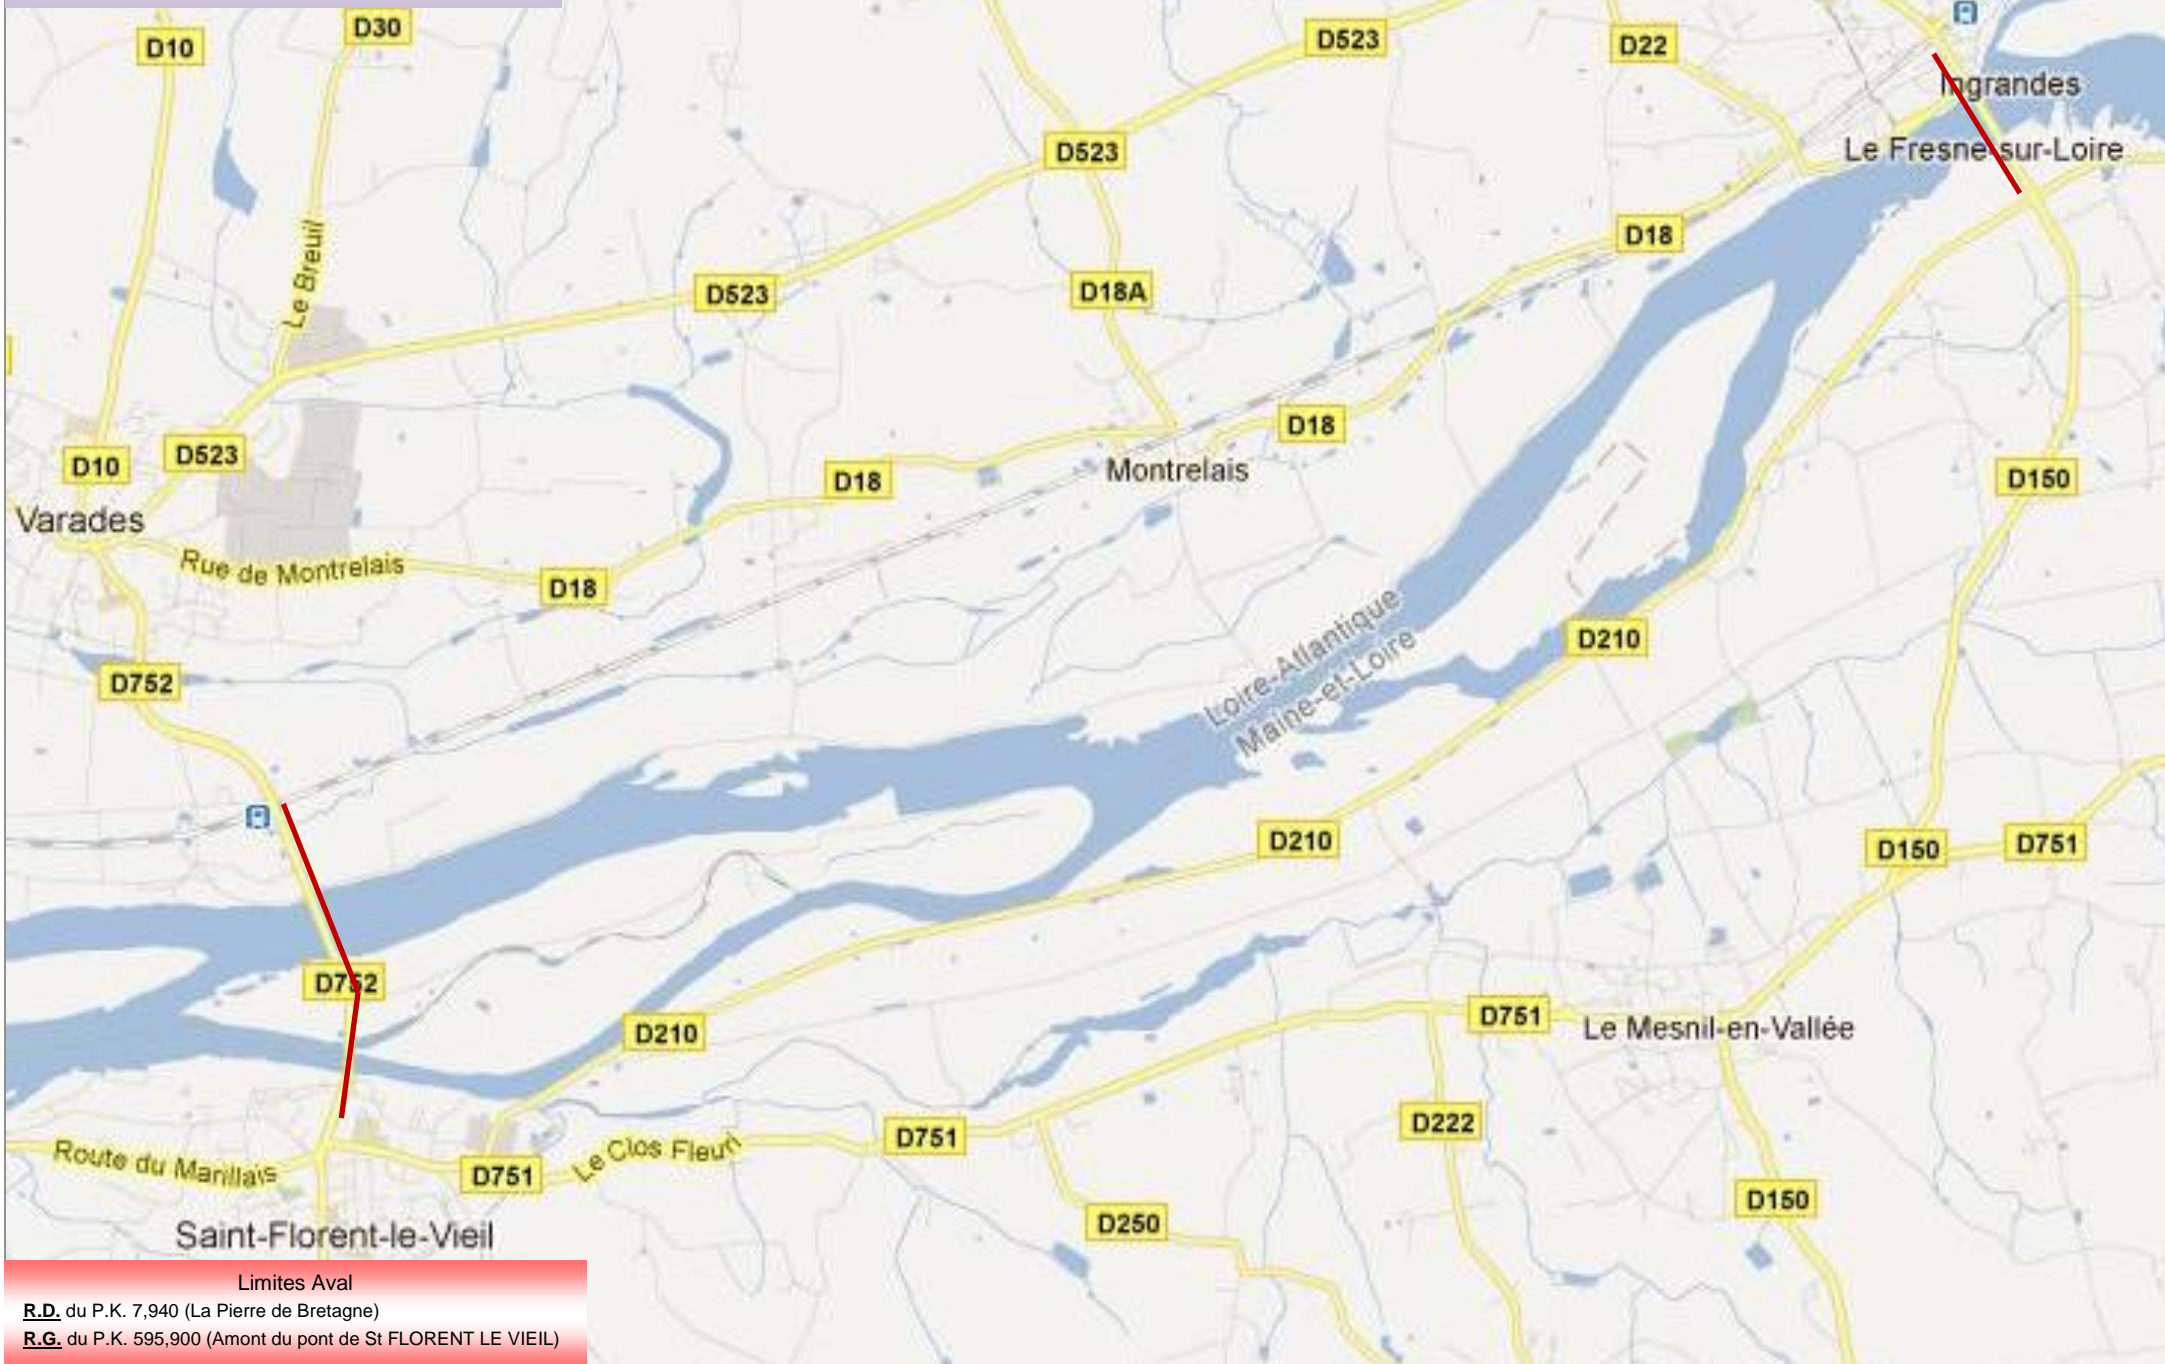 D10
D30
D523
D22
Ingrandes
Le Fresne-sur-Loire
D523
D18
Le Breuil
D523
D18A
D10
D523
D18
D18
Montrelais
D150
Varades
Rue de Montrelais
D18
D752
Loire-Atlantique
Maine-et-Loire
D210
D210
D150
D751
D752
D210
D751
Le Mesnil-en-Vallée
D222
D751
Le Clos Fleuri
Route du Marillais
D751
D150
D250
Saint-Florent-le-Vieil
Limites Aval
R.D. du P.K. 7,940 (La Pierre de Bretagne)
R.G. du P.K. 595,900 (Amont du pont de St FLORENT LE VIEIL)